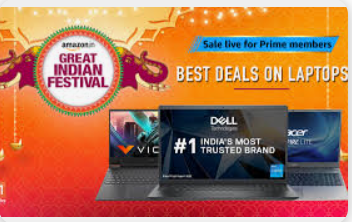 amazon.in
GREAT
INDIAN
FESTIVAL
Sale live for Prime members
BEST DEALS ON LAPTOPS
DELL
Technologies
#1 INDIA'S MOST
TRUSTED BRAND
VIC
acer